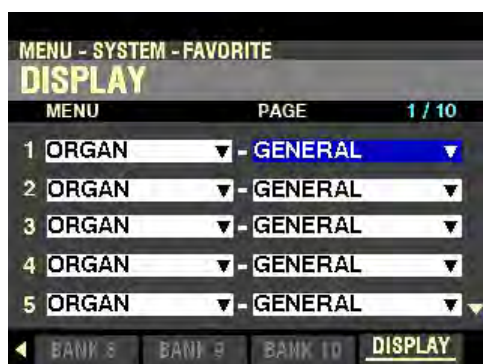 MENU - SYSTEM - FAVORITE
DISPLAY
MENU PAGE 1 / 10
1 ORGAN ▼ - GENERAL ▼
2 ORGAN ▼ - GENERAL ▼
3 ORGAN ▼ - GENERAL ▼
4 ORGAN ▼ - GENERAL ▼
5 ORGAN ▼ - GENERAL ▼
BANK 8 BANK 9 BANK 10 DISPLAY